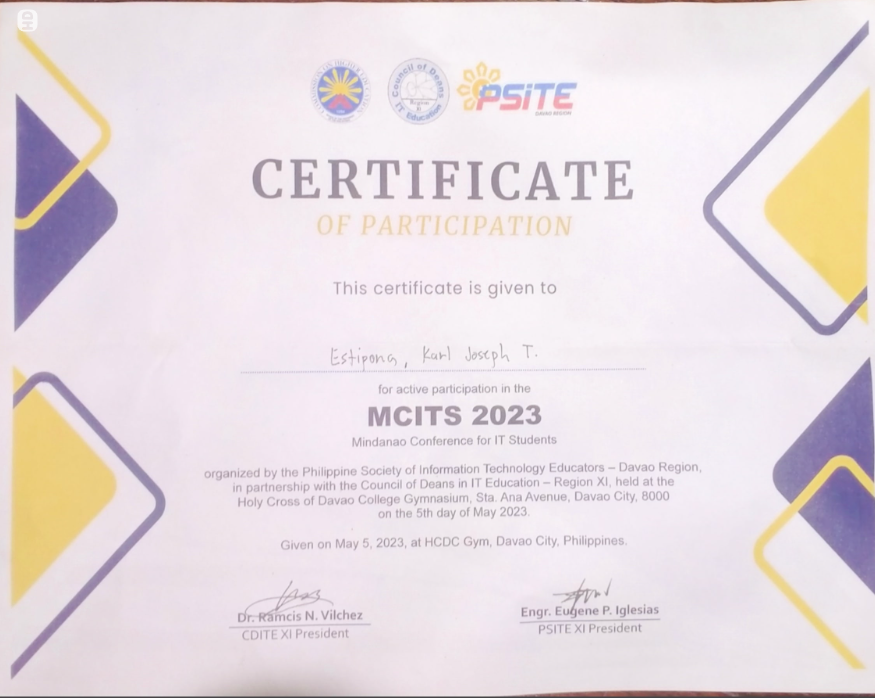 HD
Council of Deans
Region XI
IT Education
PSITE
DAVAO REGION
CERTIFICATE
OF PARTICIPATION
This certificate is given to
Estipona, Karl Joseph T.
for active participation in the
MCITS 2023
Mindanao Conference for IT Students
organized by the Philippine Society of Information Technology Educators – Davao Region,
in partnership with the Council of Deans in IT Education – Region XI, held at the
Holy Cross of Davao College Gymnasium, Sta. Ana Avenue, Davao City, 8000
on the 5th day of May 2023.
Given on May 5, 2023, at HCDC Gym, Davao City, Philippines.
Dr. Ramcis N. Vilchez
CDITE XI President
Engr. Eugene P. Iglesias
PSITE XI President